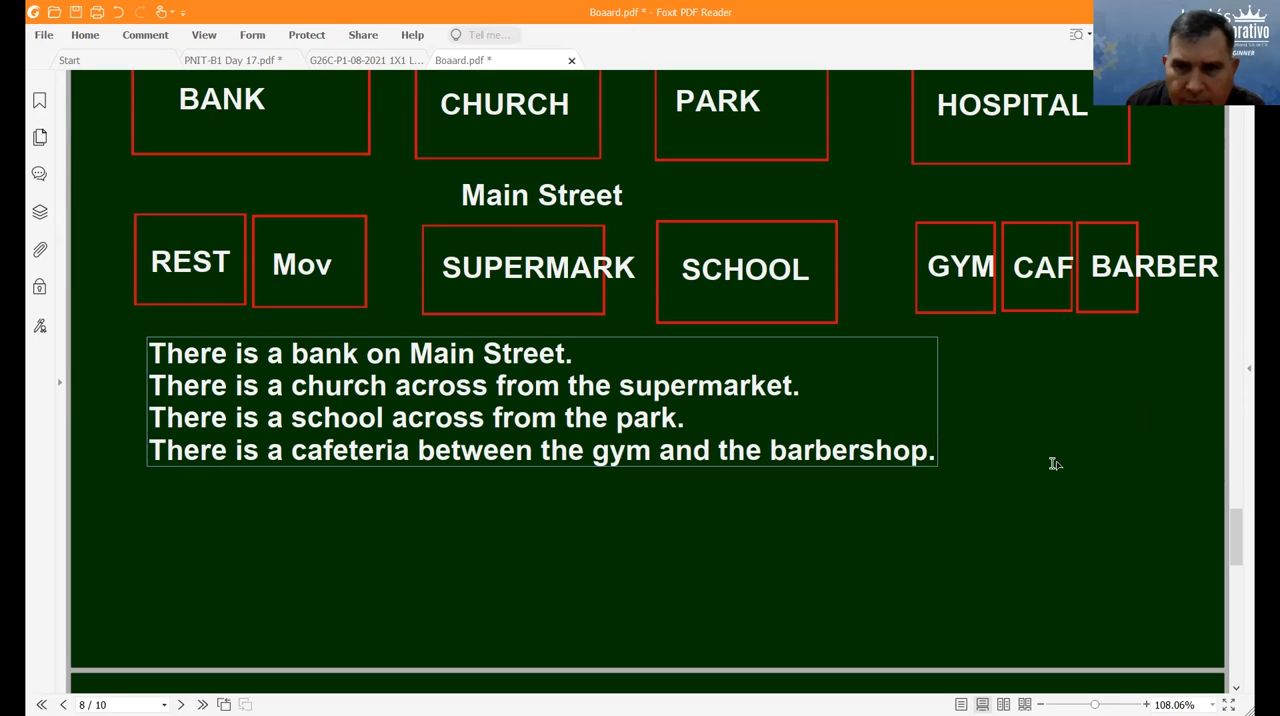 Boaard.pdf * - Foxit PDF Reader
File Home Comment View Form Protect Share Help Tell me...
Start PNIT-B1 Day 17.pdf * G26C-P1-08-2021 1X1 L... Boaard.pdf *
BANK CHURCH PARK HOSPITAL
Main Street
REST Mov SUPERMARK SCHOOL GYM CAF BARBER
There is a bank on Main Street.
There is a church across from the supermarket.
There is a school across from the park.
There is a cafeteria between the gym and the barbershop.
8 / 10 108.06%